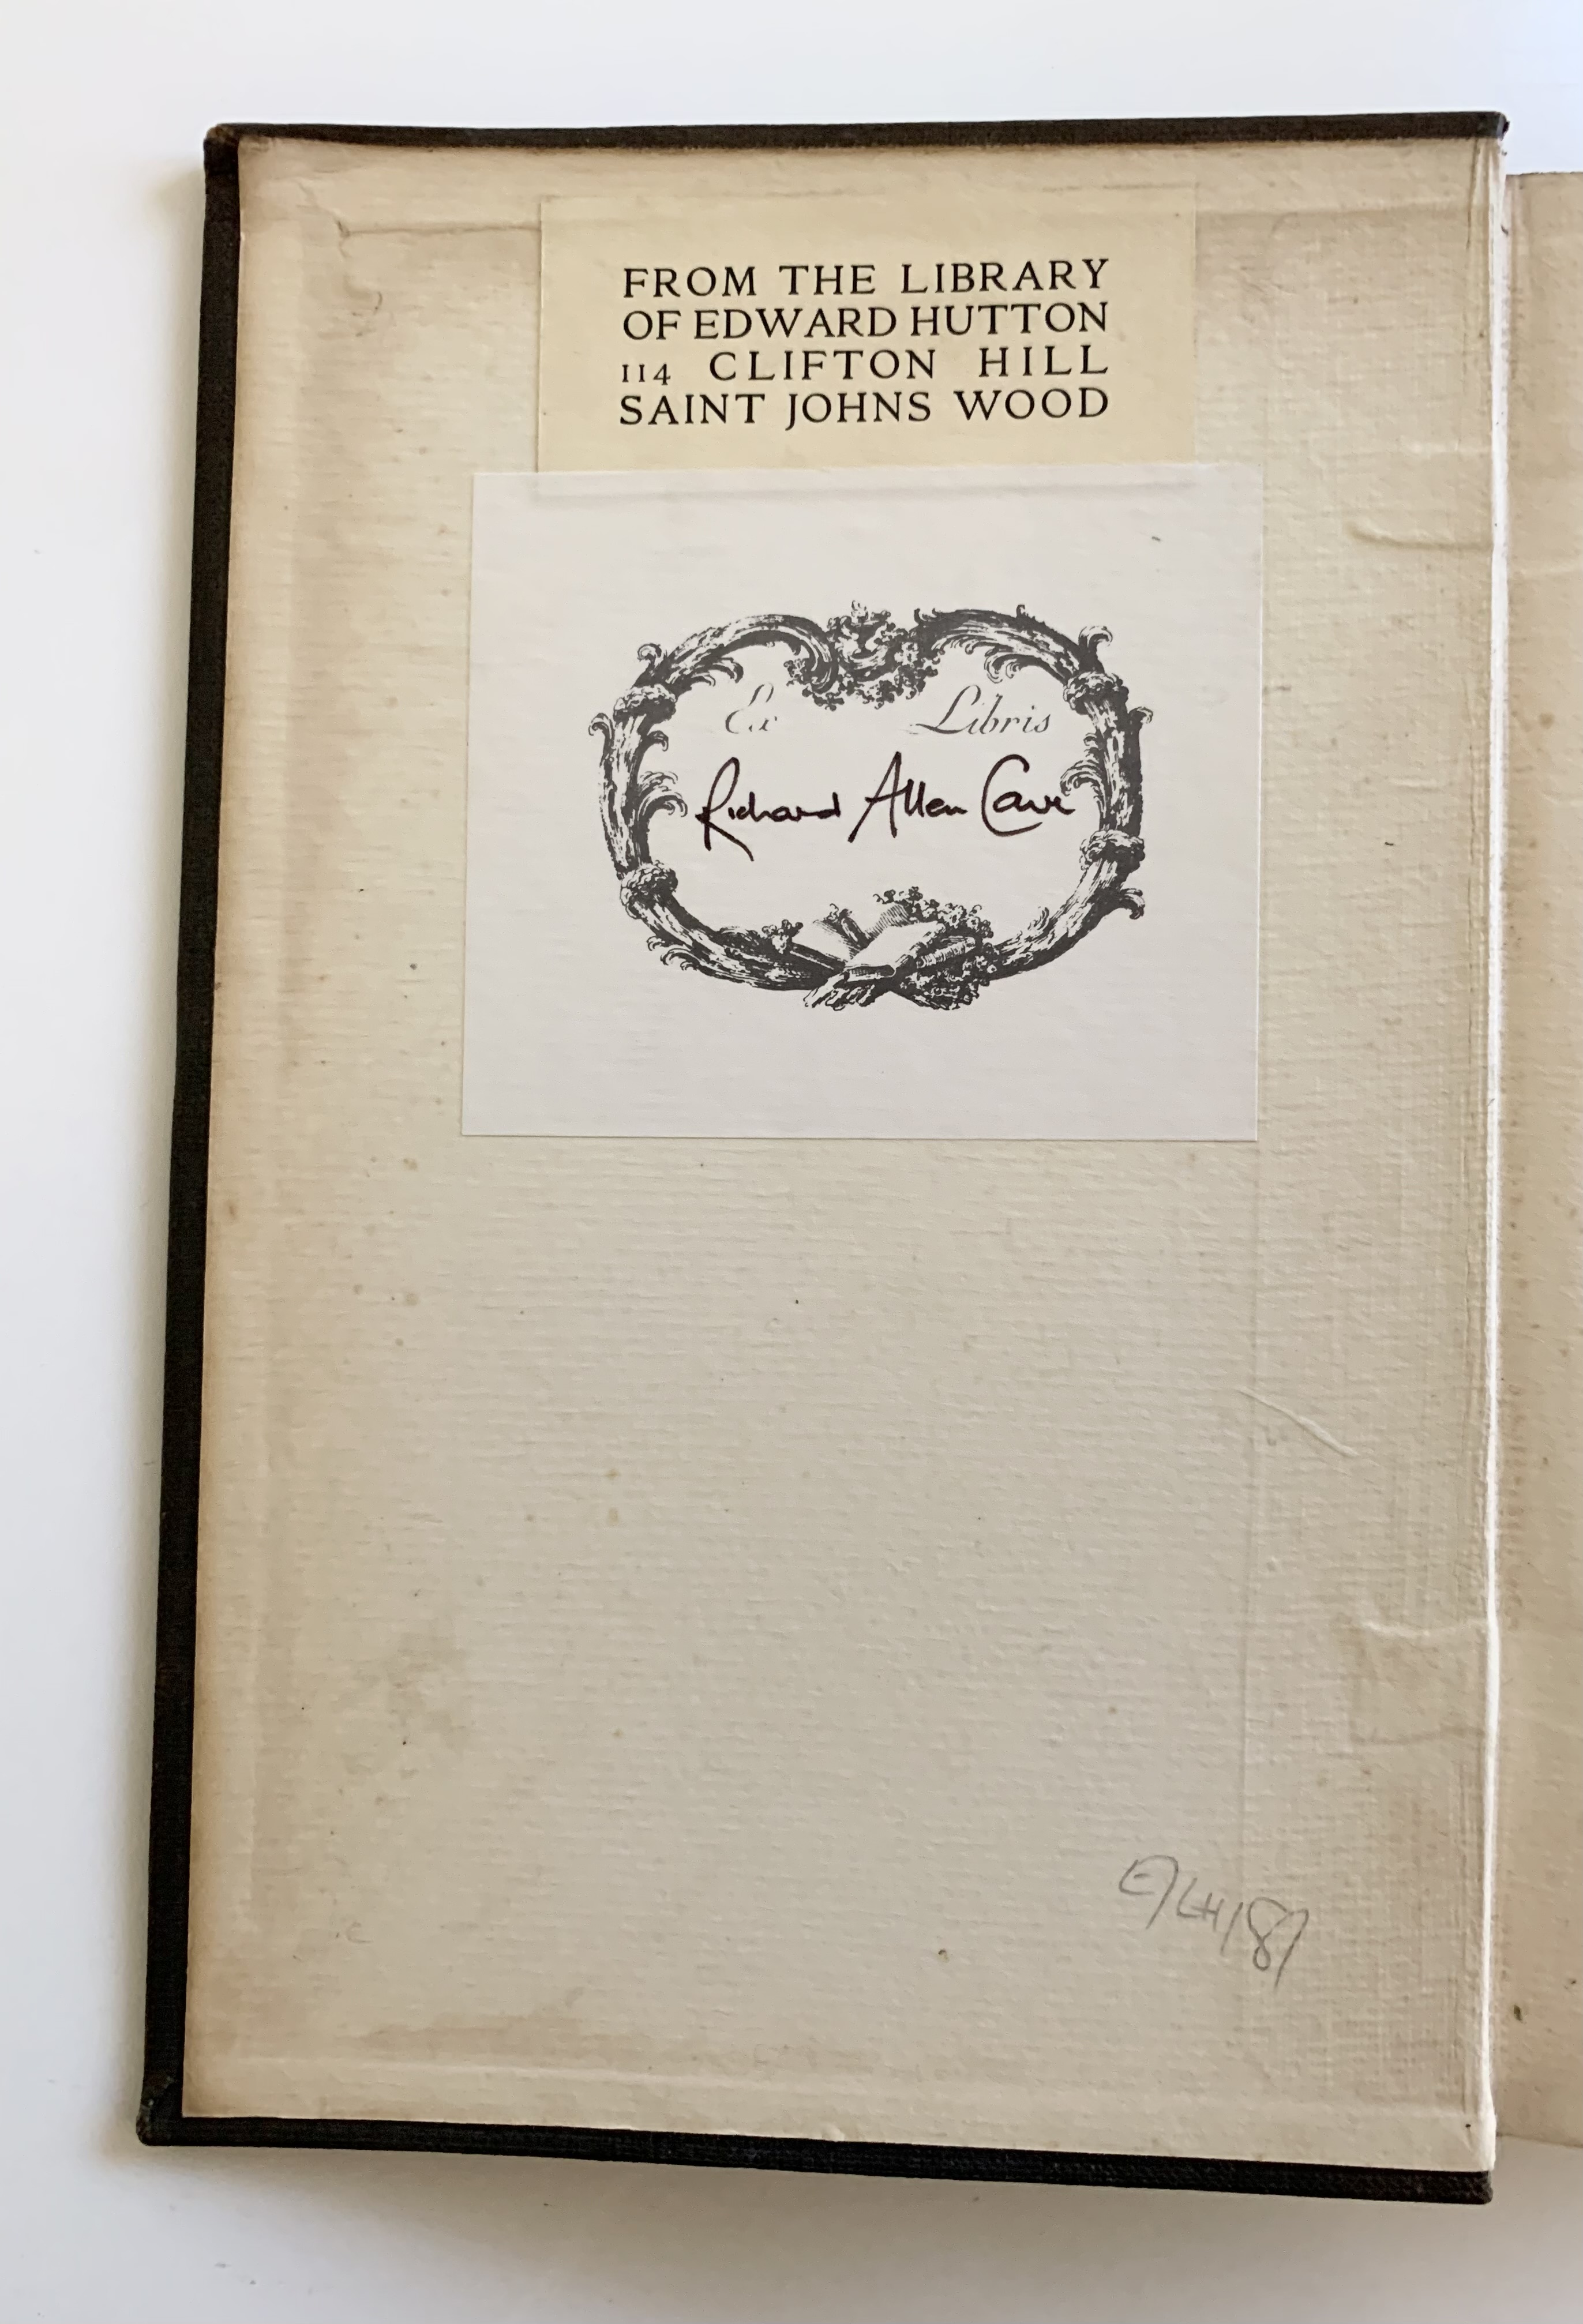 FROM THE LIBRARY
OF EDWARD HUTTON
114 CLIFTON HILL
SAINT JOHNS WOOD
Ex Libris
Richard Allen Cave